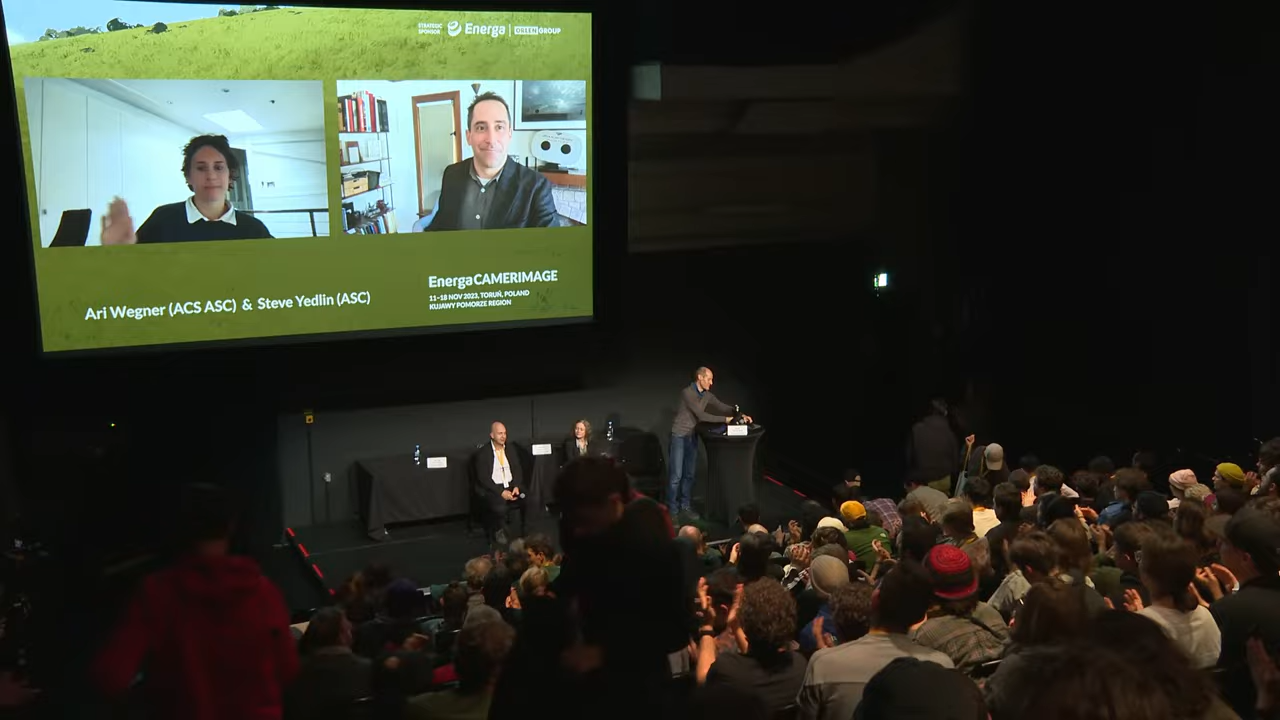 STRATEGIC
SPONSOR
Energa
ORLEN GROUP
Ari Wegner (ACS ASC) & Steve Yedlin (ASC)
EnergaCAMERIMAGE
11–18 NOV 2023, TORUŃ, POLAND
KUJAWY POMORZE REGION